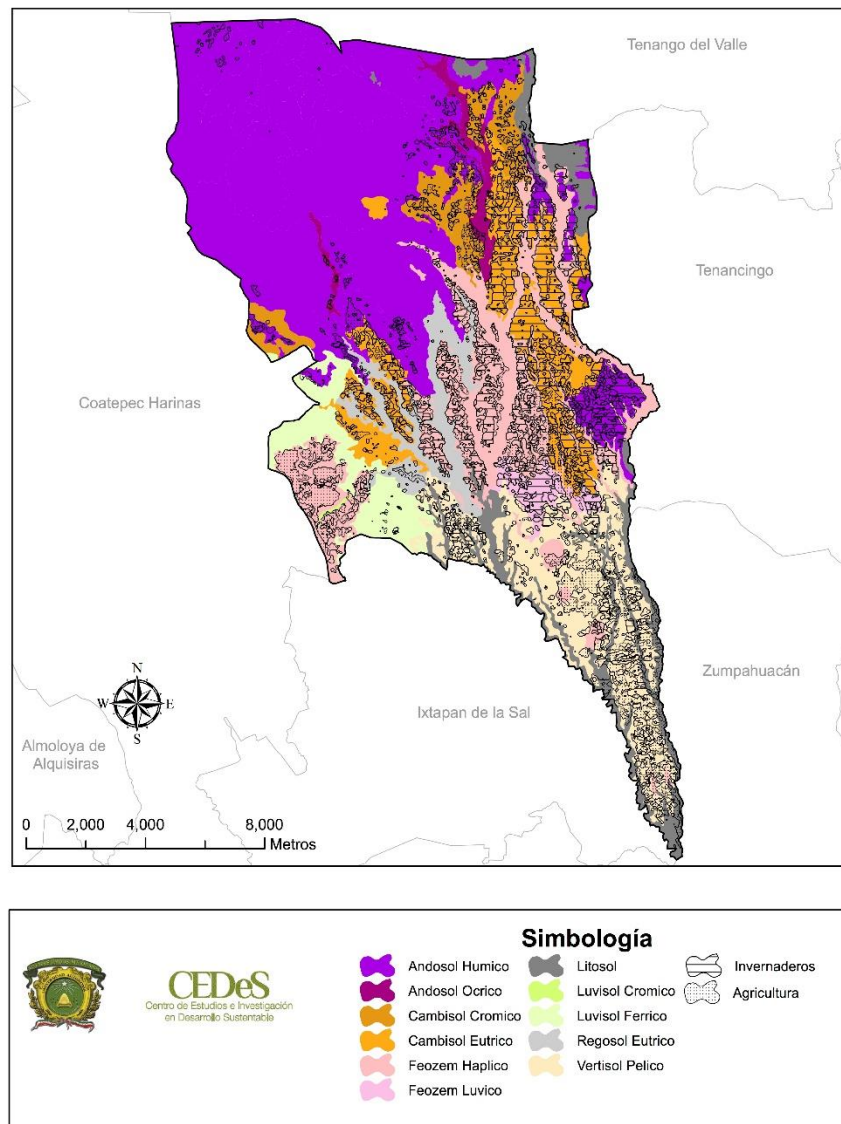 Tenango del Valle
Tenancingo
Coatepec Harinas
Zumpahuacán
Ixtapan de la Sal
Almoloya de
Alquisiras
N
W E
S
0 2,000 4,000 8,000
Metros
Simbología
CEDeS
Centro de Estudios e Investigación
en Desarrollo Sustentable
Andosol Humico
Andosol Ocrico
Cambisol Cromico
Cambisol Eutrico
Feozem Haplico
Feozem Luvico
Litosol
Luvisol Cromico
Luvisol Ferrico
Regosol Eutrico
Vertisol Pelico
Invernaderos
Agricultura